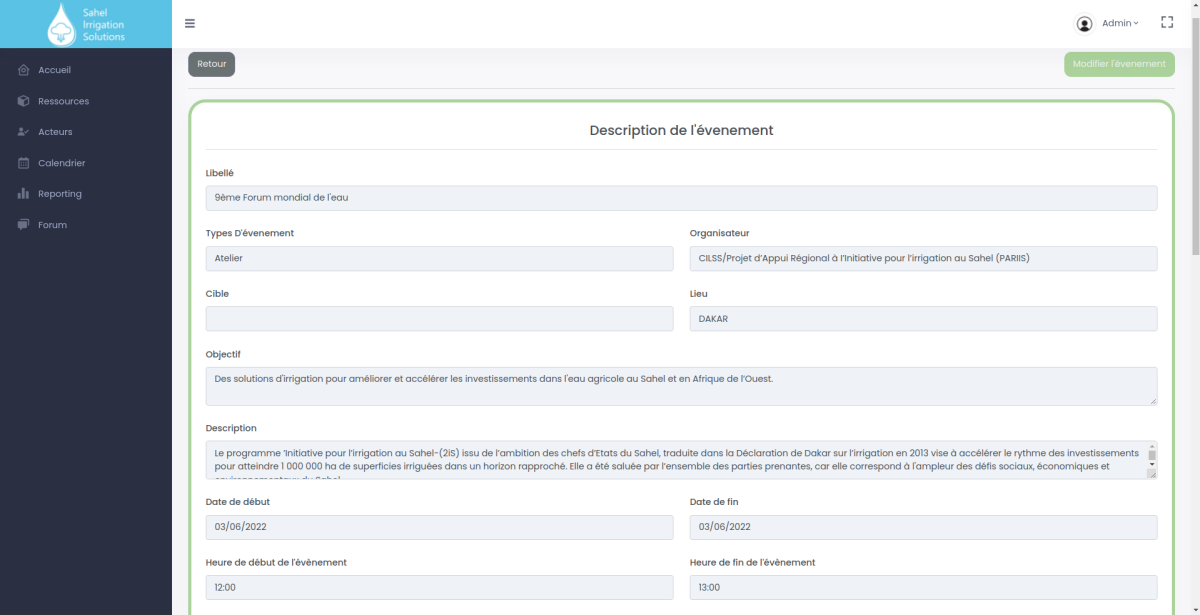 Sahel
Irrigation
Solutions
Admin
Accueil
Ressources
Acteurs
Calendrier
Reporting
Forum
Retour
Modifier l'évenement
Description de l'évenement
Libellé
9ème Forum mondial de l'eau
Types D'évenement
Organisateur
Atelier
CILSS/Projet d'Appui Régional à l'Initiative pour l'irrigation au Sahel (PARIIS)
Cible
Lieu
DAKAR
Objectif
Des solutions d'irrigation pour améliorer et accélérer les investissements dans l'eau agricole au Sahel et en Afrique de l'Ouest.
Description
Le programme 'Initiative pour l'irrigation au Sahel-(2iS) issu de l'ambition des chefs d'Etats du Sahel, traduite dans la Déclaration de Dakar sur l'irrigation en 2013 vise à accélérer le rythme des investissements
pour atteindre 1 000 000 ha de superficies irriguées dans un horizon rapproché. Elle a été saluée par l'ensemble des parties prenantes, car elle correspond à l'ampleur des défis sociaux, économiques et
Date de début
Date de fin
03/06/2022
03/06/2022
Heure de début de l'évènement
Heure de fin de l'évènement
12:00
13:00